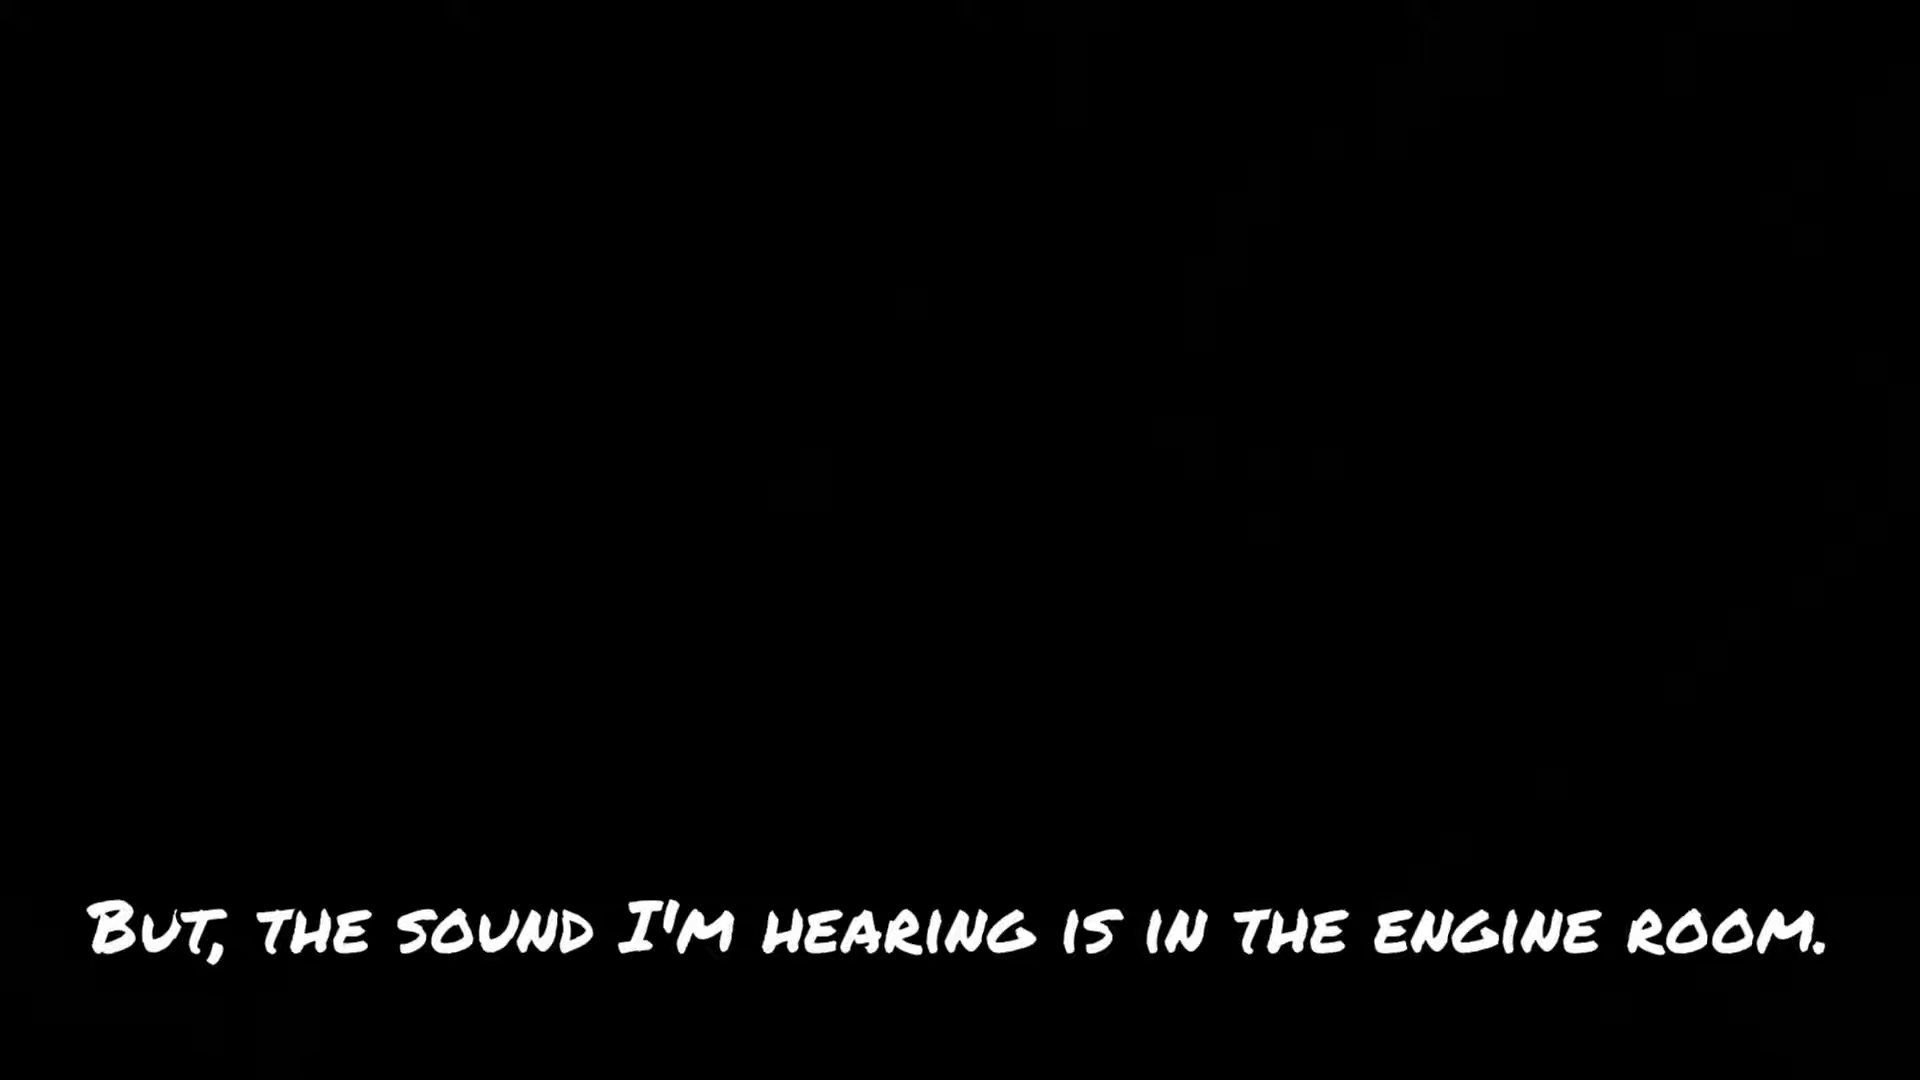 But, the sound I'm hearing is in the engine room.